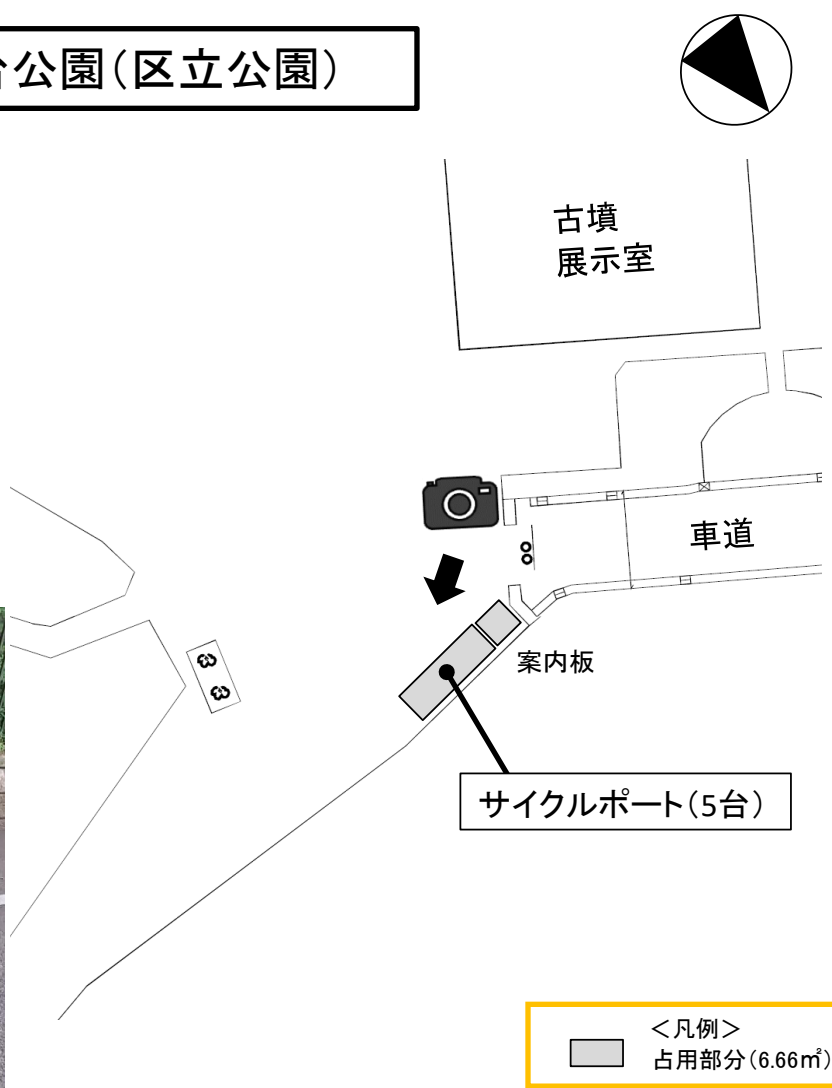 台公園(区立公園)
古墳
展示室
車道
案内板
サイクルポート(5台)
<凡例>
占用部分(6.66㎡)